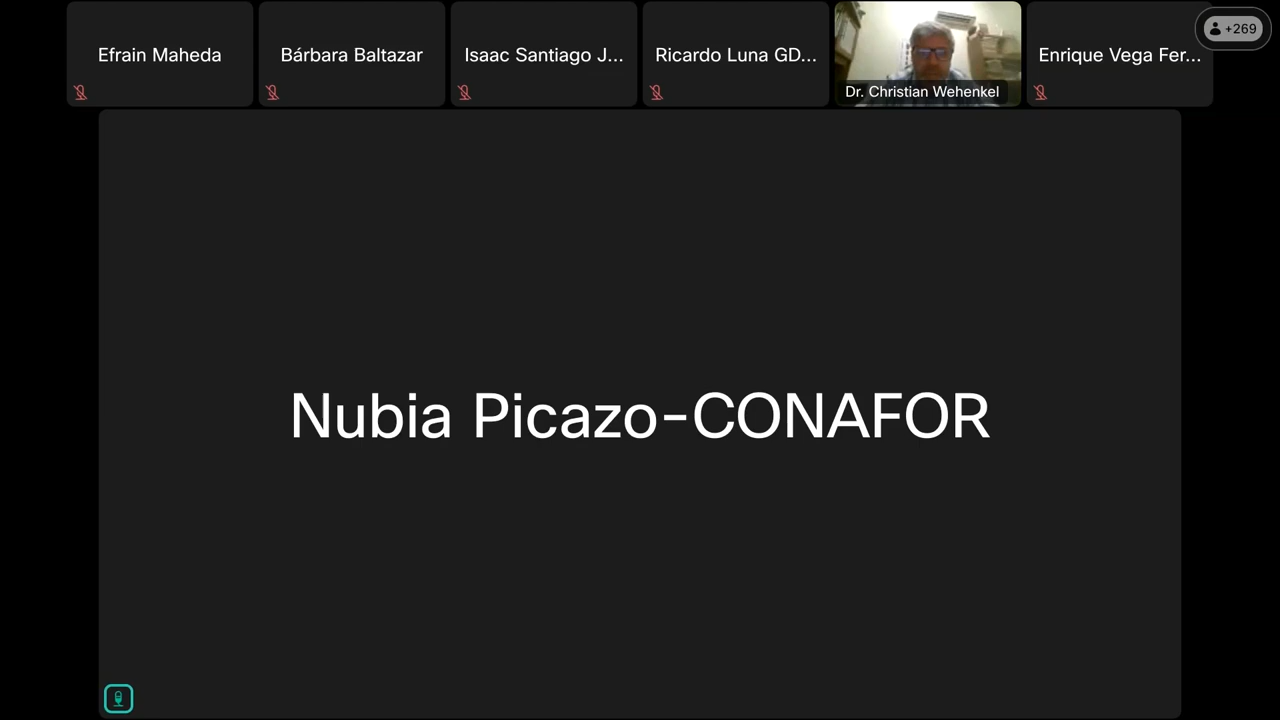 Efrain Maheda
Bárbara Baltazar
Isaac Santiago J...
Ricardo Luna GD...
Dr. Christian Wehenkel
Enrique Vega Fer...
+269
Nubia Picazo-CONAFOR